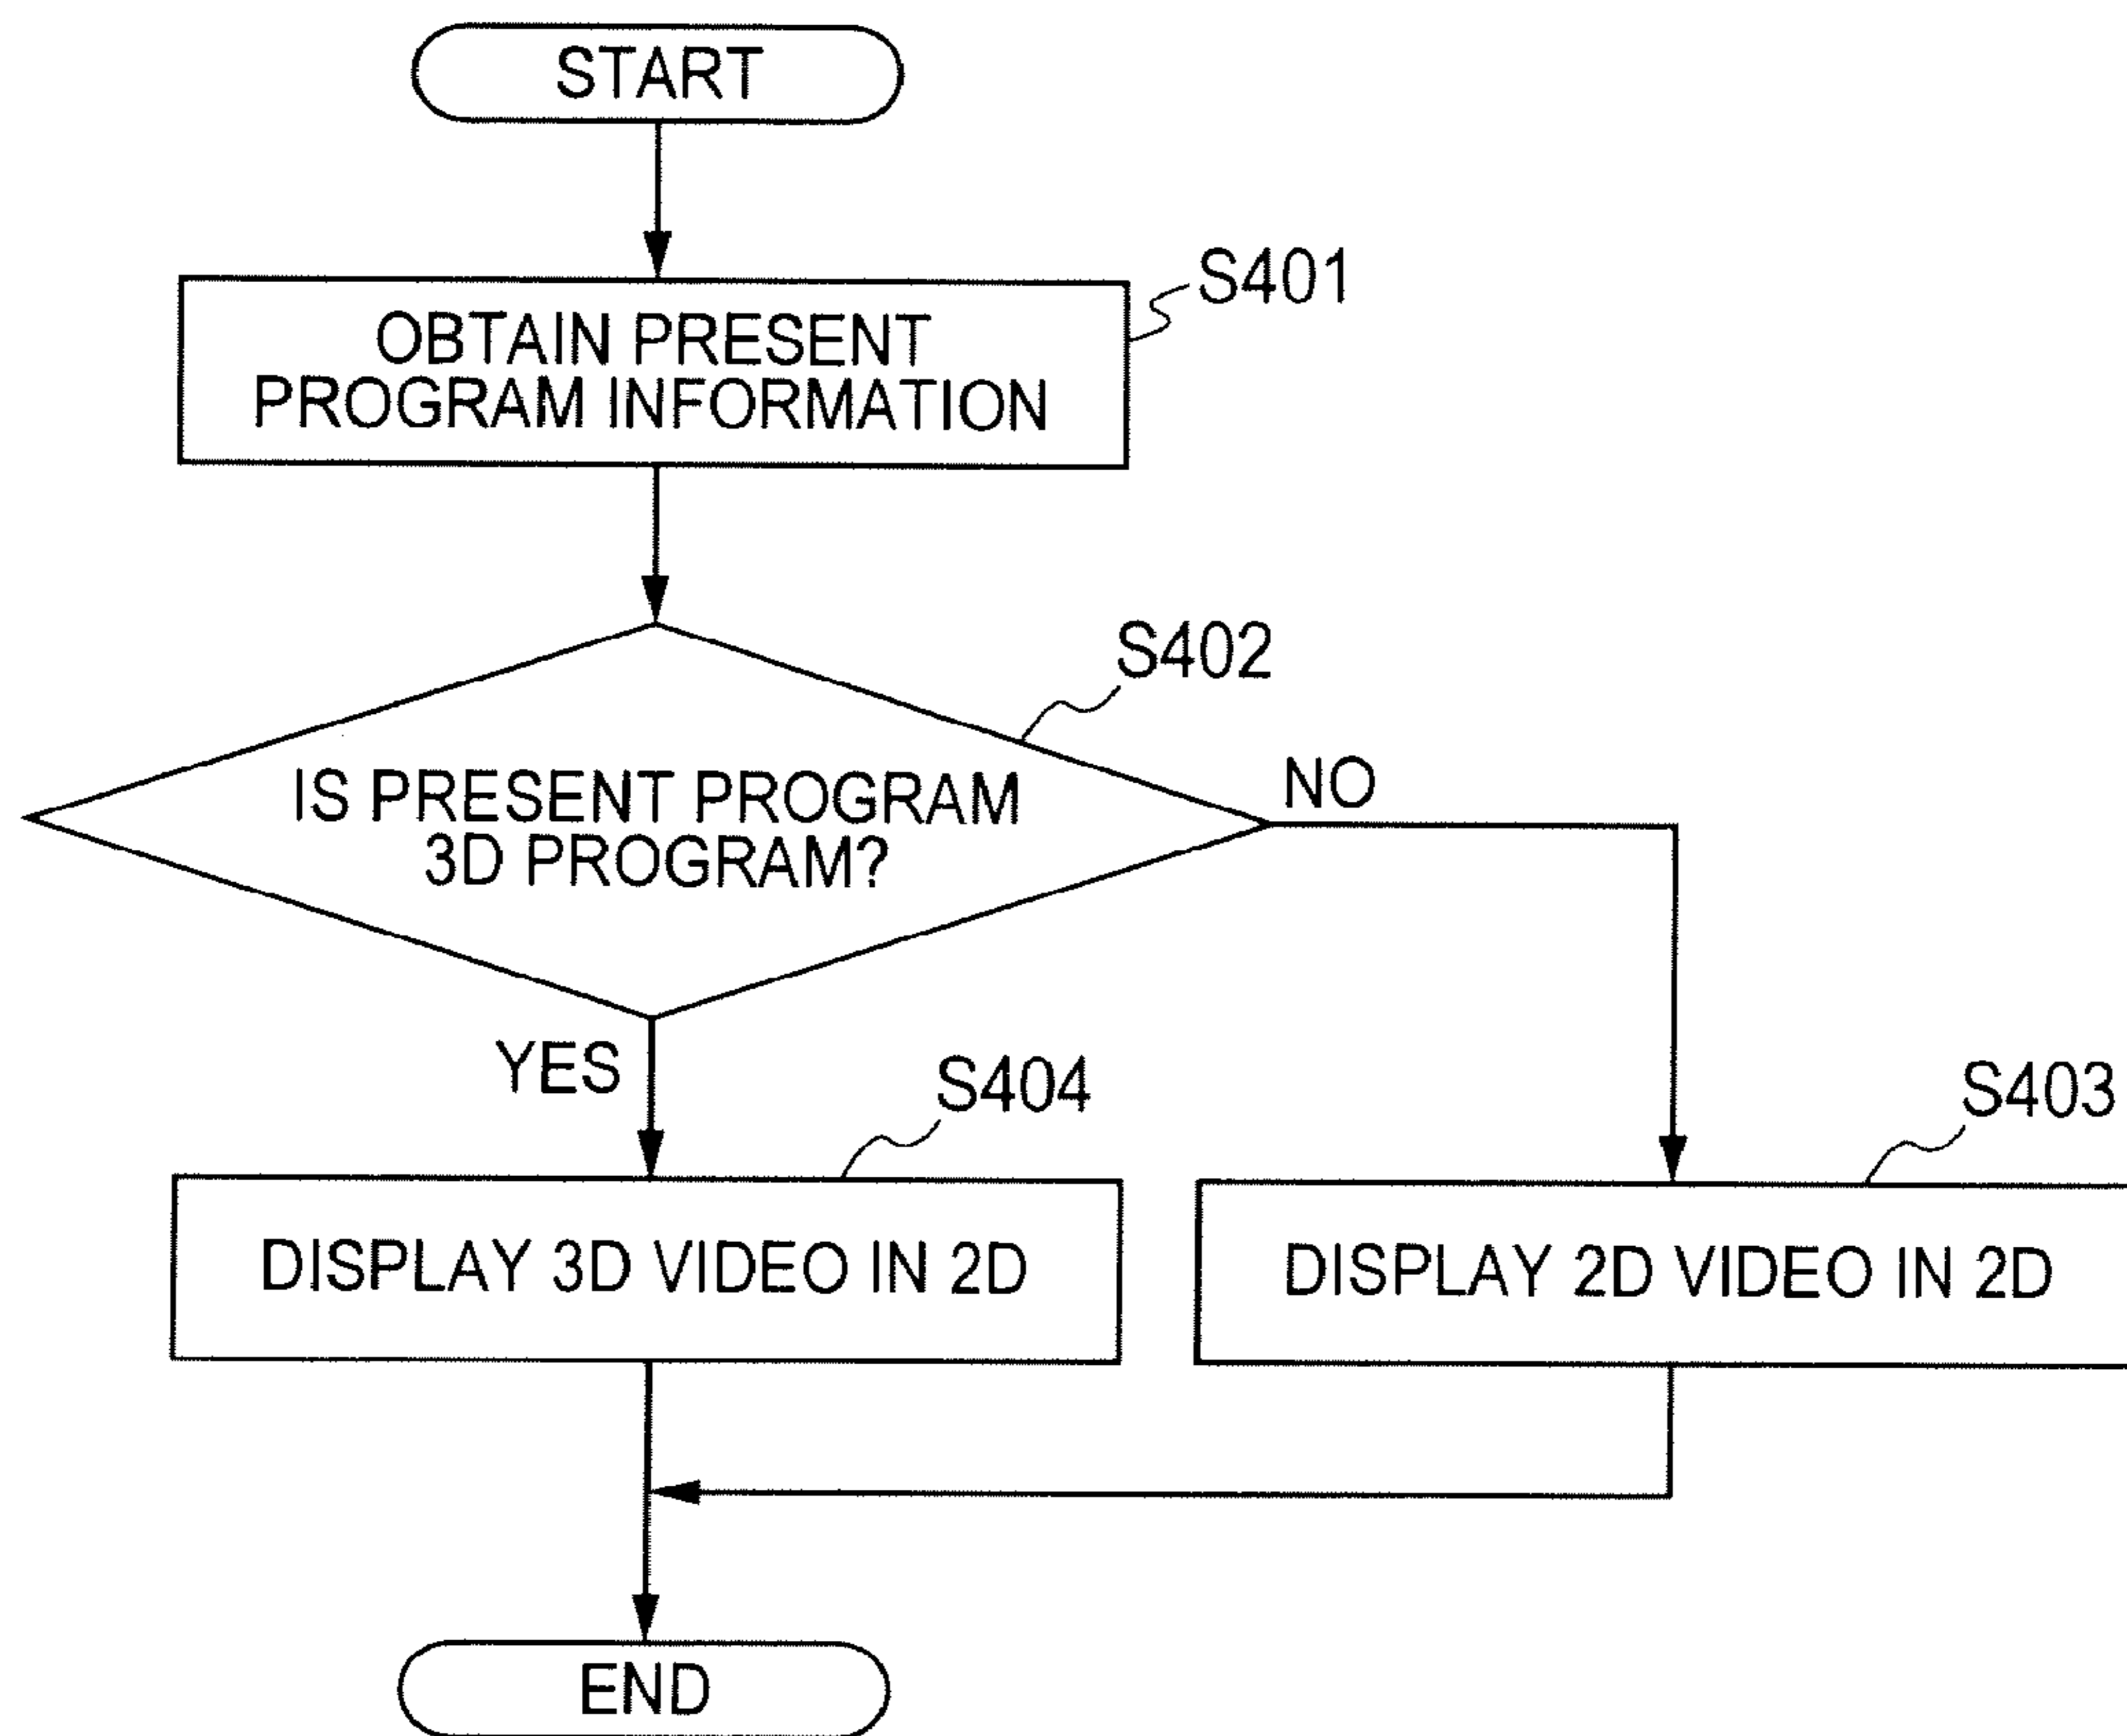 START
S401
OBTAIN PRESENT
PROGRAM INFORMATION
S402
IS PRESENT PROGRAM
3D PROGRAM?
NO
YES
S404
S403
DISPLAY 3D VIDEO IN 2D
DISPLAY 2D VIDEO IN 2D
END